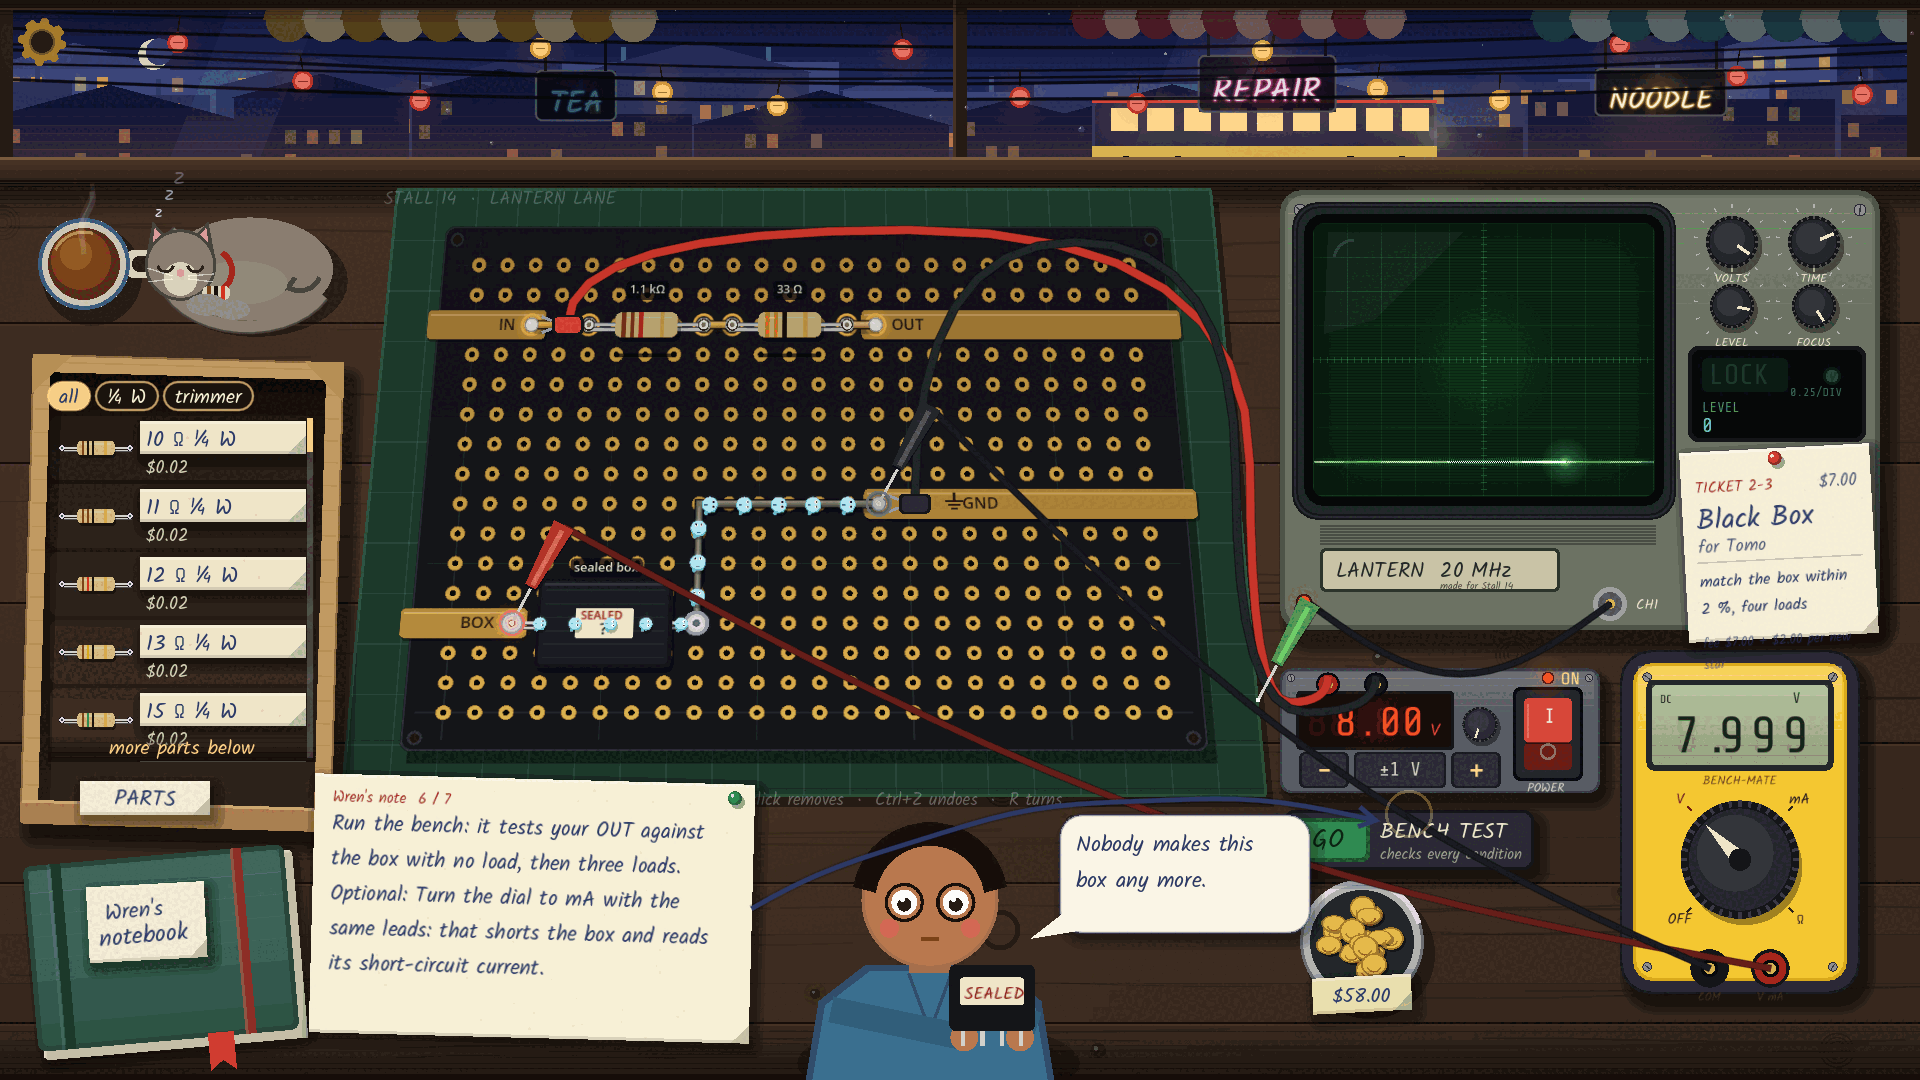 TEA
REPAIR
NOODLE
STALL 14 · LANTERN LANE
1.1 kΩ
33 Ω
IN
OUT
GND
sealed box
SEALED
?
BOX
all
¼ W
trimmer
10 Ω ¼ W
$0.02
11 Ω ¼ W
$0.02
12 Ω ¼ W
$0.02
13 Ω ¼ W
$0.02
15 Ω ¼ W
$0.02
more parts below
PARTS
Wren's
notebook
Wren's note 6 / 7
Run the bench: it tests your OUT against
the box with no load, then three loads.
Optional: Turn the dial to mA with the
same leads: that shorts the box and reads
its short-circuit current.
click removes · Ctrl+Z undoes · R turns
SEALED
Nobody makes this
box any more.
VOLTS
TIME
LEVEL
FOCUS
LOCK
0.25/DIV
LEVEL
0
LANTERN 20 MHz
made for Stall 14
CH1
TICKET 2-3
$7.00
Black Box
for Tomo
match the box within
2 %, four loads
ON
8.00 V
I
−
±1 V
+
POWER
GO
BENCH TEST
checks every condition
$58.00
DC
V
7.999
BENCH-MATE
V
mA
OFF
Ω
COM
V mA
z
z
z